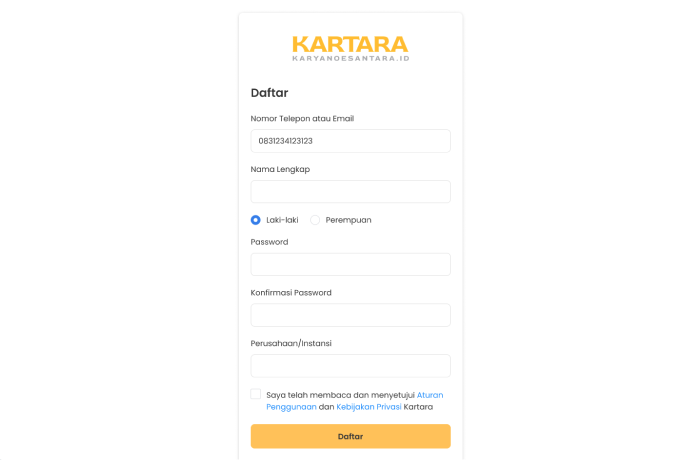 KARTARA
KARYANOESANTARA.ID
Daftar
Nomor Telepon atau Email
0831234123123
Nama Lengkap
Laki-laki Perempuan
Password
Konfirmasi Password
Perusahaan/Instansi
Saya telah membaca dan menyetujui Aturan
Penggunaan dan Kebijakan Privasi Kartara
Daftar